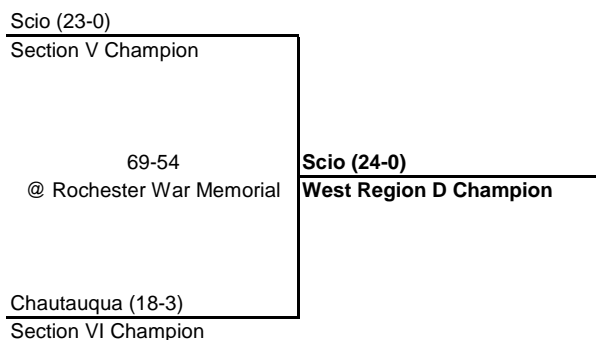 Scio (23-0)
Section V Champion
69-54
@ Rochester War Memorial
Scio (24-0)
West Region D Champion
Chautauqua (18-3)
Section VI Champion